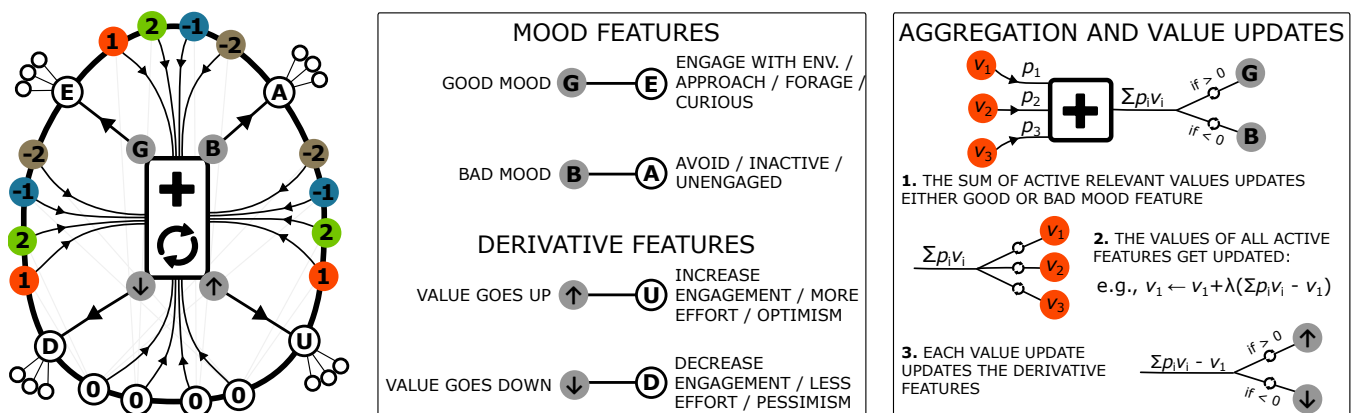 1
2
-1
-2
E
A
G
B
-2
-2
-1
-1
2
2
1
1
↓
↑
D
U
0
0
0
0
MOOD FEATURES
GOOD MOOD G E ENGAGE WITH ENV. /
APPROACH / FORAGE /
CURIOUS
BAD MOOD B A AVOID / INACTIVE /
UNENGAGED
DERIVATIVE FEATURES
VALUE GOES UP ↑ U INCREASE
ENGAGEMENT / MORE
EFFORT / OPTIMISM
VALUE GOES DOWN ↓ D DECREASE
ENGAGEMENT / LESS
EFFORT / PESSIMISM
AGGREGATION AND VALUE UPDATES
v1 p1
v2 p2
v3 p3
+
Σpivi
if > 0 G
if < 0 B
1. THE SUM OF ACTIVE RELEVANT VALUES UPDATES
EITHER GOOD OR BAD MOOD FEATURE
Σpivi
v1
v2
v3
2. THE VALUES OF ALL ACTIVE
FEATURES GET UPDATED:
e.g., v1 ← v1+λ(Σpivi - v1)
3. EACH VALUE UPDATE
UPDATES THE DERIVATIVE
FEATURES
Σpivi - v1
if > 0 ↑
if < 0 ↓